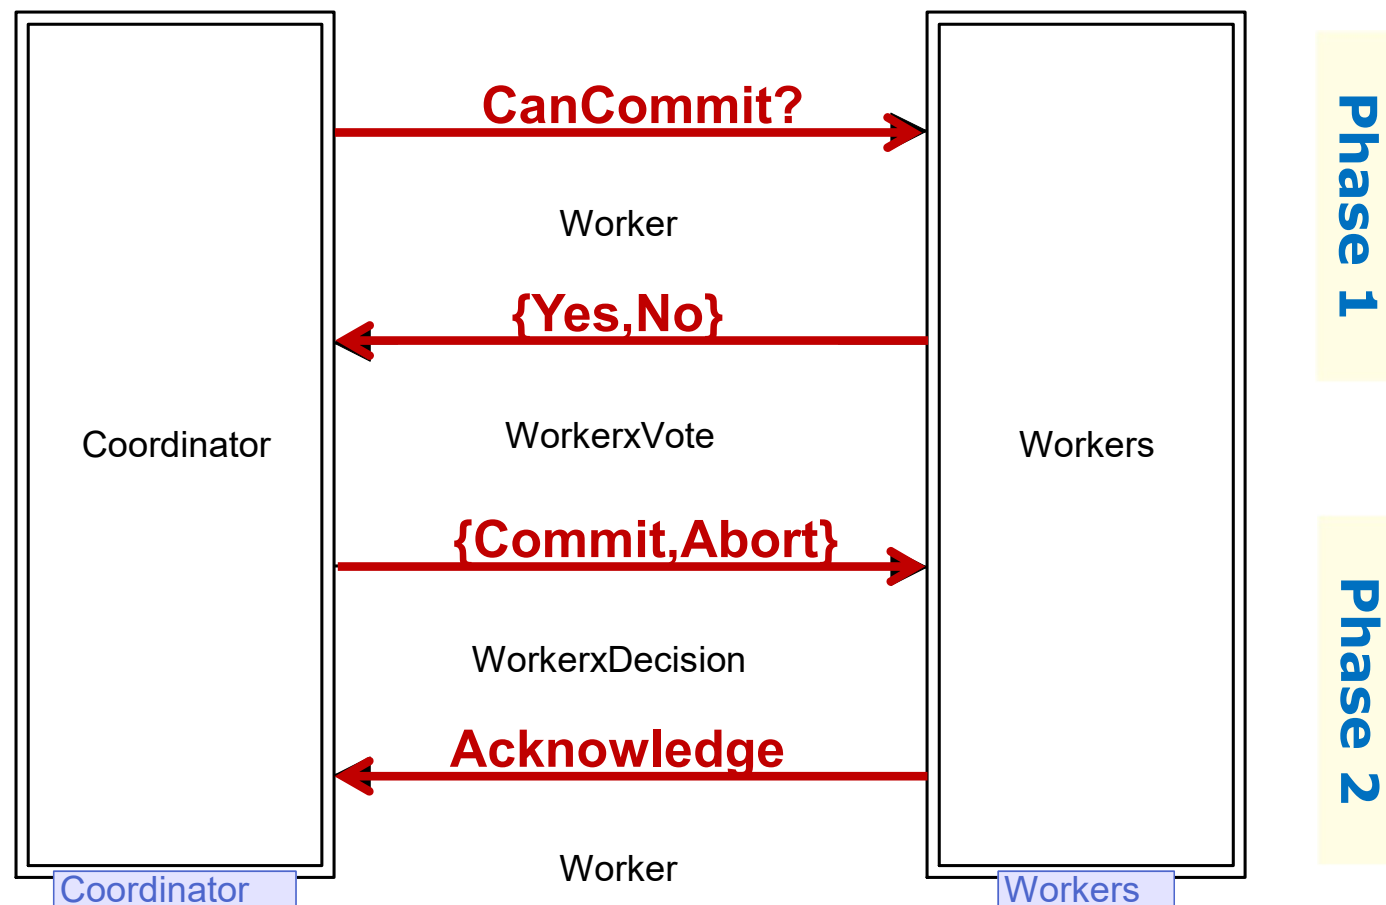 CanCommit?
Worker
{Yes,No}
WorkerxVote
Coordinator
Workers
{Commit,Abort}
WorkerxDecision
Acknowledge
Worker
Coordinator
Workers
Phase 1
Phase 2